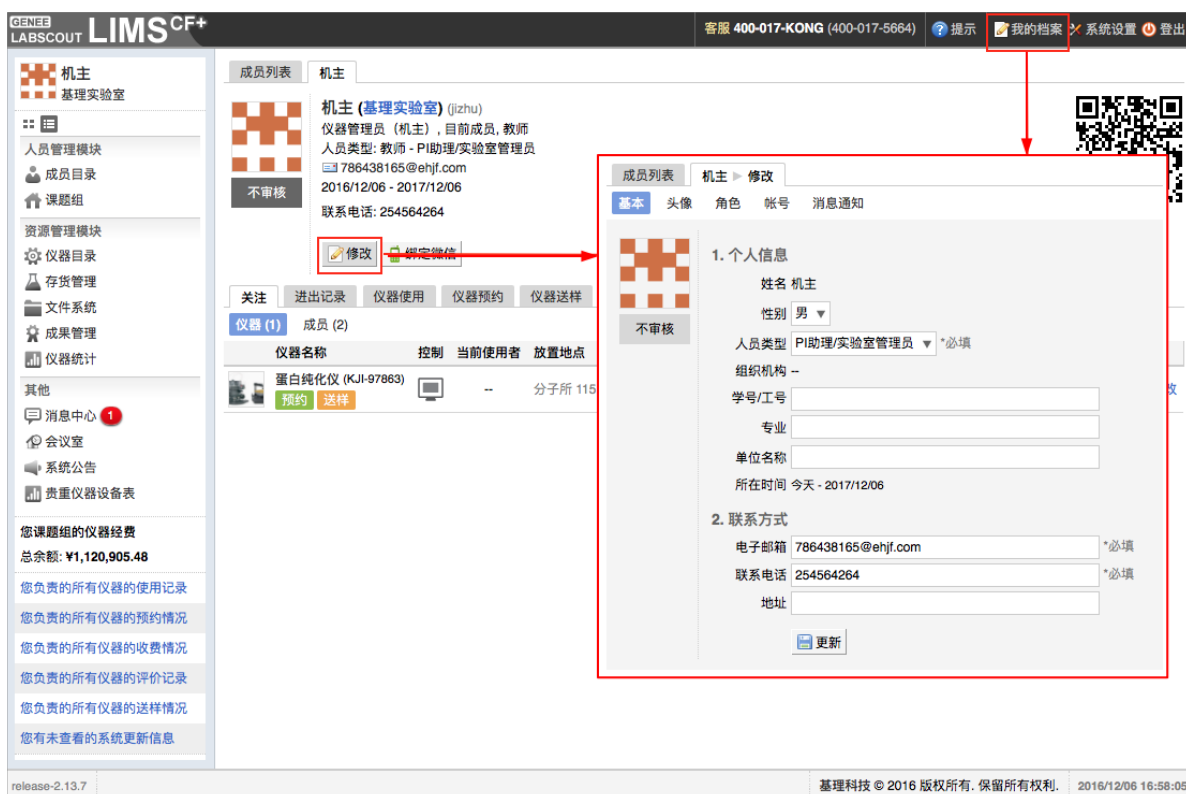 GENEE
LABSCOUT LIMS CF+
客服 400-017-KONG (400-017-5664) 提示 我的档案 系统设置 登出
机主
基理实验室
人员管理模块
成员目录
课题组
资源管理模块
仪器目录
存货管理
文件系统
成果管理
仪器统计
其他
消息中心 1
会议室
系统公告
贵重仪器设备表
您课题组的仪器经费
总余额: ¥1,120,905.48
您负责的所有仪器的使用记录
您负责的所有仪器的预约情况
您负责的所有仪器的收费情况
您负责的所有仪器的评价记录
您负责的所有仪器的送样情况
您有未查看的系统更新信息
成员列表 机主
机主 (基理实验室) (jizhu)
仪器管理员（机主）, 目前成员, 教师
人员类型: 教师 - PI助理/实验室管理员
786438165@ehjf.com
不审核
2016/12/06 - 2017/12/06
联系电话: 254564264
修改 绑定微信
关注 进出记录 仪器使用 仪器预约 仪器送样
仪器 (1) 成员 (2)
仪器名称 控制 当前使用者 放置地点
蛋白纯化仪 (KJI-97863) -- 分子所 115
预约 送样
改
成员列表 机主 ▶ 修改
基本 头像 角色 帐号 消息通知
不审核
1. 个人信息
姓名 机主
性别 男 ▼
人员类型 PI助理/实验室管理员 ▼ *必填
组织机构 --
学号/工号
专业
单位名称
所在时间 今天 - 2017/12/06
2. 联系方式
电子邮箱 786438165@ehjf.com *必填
联系电话 254564264 *必填
地址
更新
release-2.13.7
基理科技 © 2016 版权所有. 保留所有权利. 2016/12/06 16:58:05